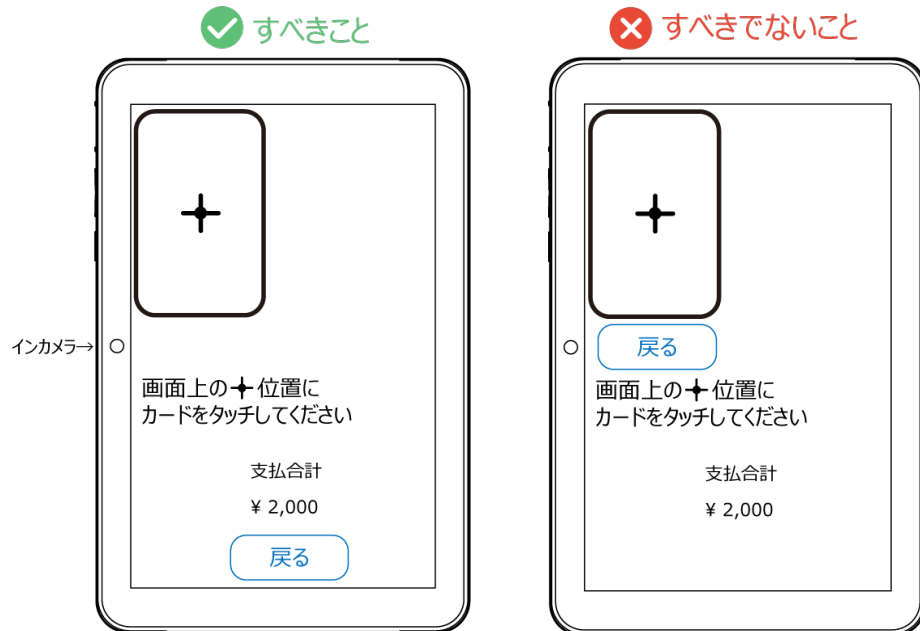 すべきこと
インカメラ→
画面上の位置に
カードをタッチしてください
支払合計
¥ 2,000
戻る
すべきでないこと
戻る
画面上の位置に
カードをタッチしてください
支払合計
¥ 2,000